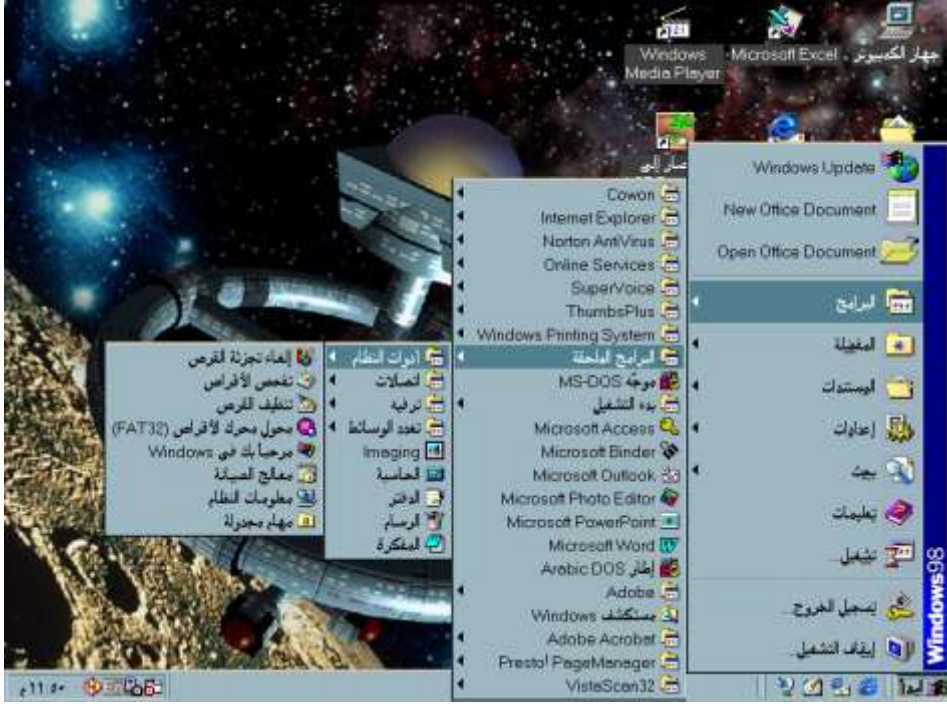 جهاز الكمبيوتر
Microsoft Excel
Windows
Media Player
Windows Update
New Office Document
Open Office Document
البرامج
المفضلة
المستندات
إعدادات
بحث
تعليمات
تشغيل...
تسجيل الخروج...
إيقاف التشغيل...
Windows98
Cowon
Internet Explorer
Norton AntiVirus
Online Services
SuperVoice
ThumbsPlus
Windows Printing System
البرامج الملحقة
موجّه MS-DOS
بدء التشغيل
Microsoft Access
Microsoft Binder
Microsoft Outlook
Microsoft Photo Editor
Microsoft PowerPoint
Microsoft Word
إطار Arabic DOS
Adobe
مستكشف Windows
Adobe Acrobat
Presto! PageManager
VistaScan32
أدوات النظام
اتصالات
ترفيه
تعدد الوسائط
Imaging
الحاسبة
الدفتر
الرسام
المفكرة
إلغاء تجزئة القرص
تفحص الأقراص
تنظيف القرص
محول محرك الأقراص (FAT32)
مرحباً بك في Windows
معالج الصيانة
معلومات النظام
مهام مجدولة
ابدأ
١١:٥٠ م